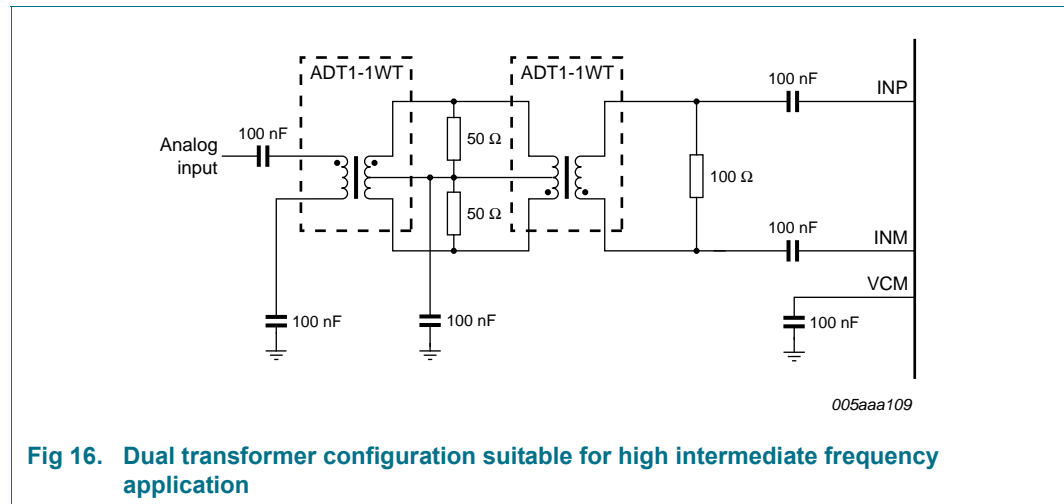 ADT1-1WT
ADT1-1WT
100 nF
INP
100 nF
Analog
input
50 Ω
100 Ω
50 Ω
100 nF
INM
VCM
100 nF
100 nF
100 nF
005aaa109
Fig 16. Dual transformer configuration suitable for high intermediate frequency
application